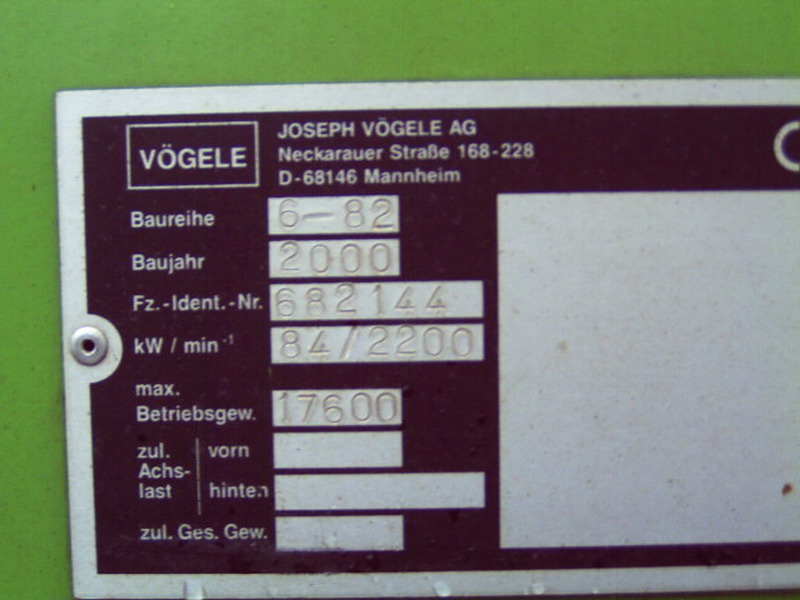 VÖGELE
JOSEPH VÖGELE AG
Neckarauer Straße 168-228
D-68146 Mannheim
Baureihe 6-82
Baujahr 2000
Fz.-Ident.-Nr. 682144
kW / min⁻¹ 84/2200
max.
Betriebsgew. 17600
zul. vorn
Achs-
last hinten
zul. Ges. Gew.